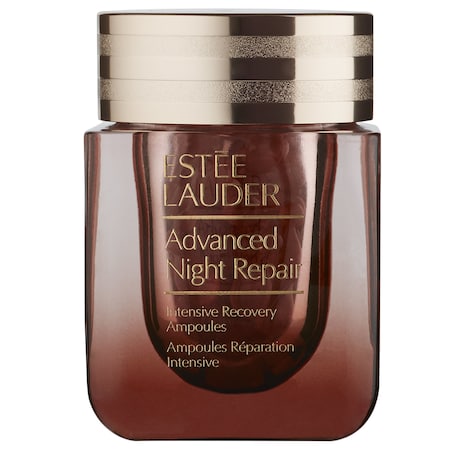 ESTĒE
LAUDER
Advanced
Night Repair
Intensive Recovery
Ampoules
Ampoules Réparation
Intensive